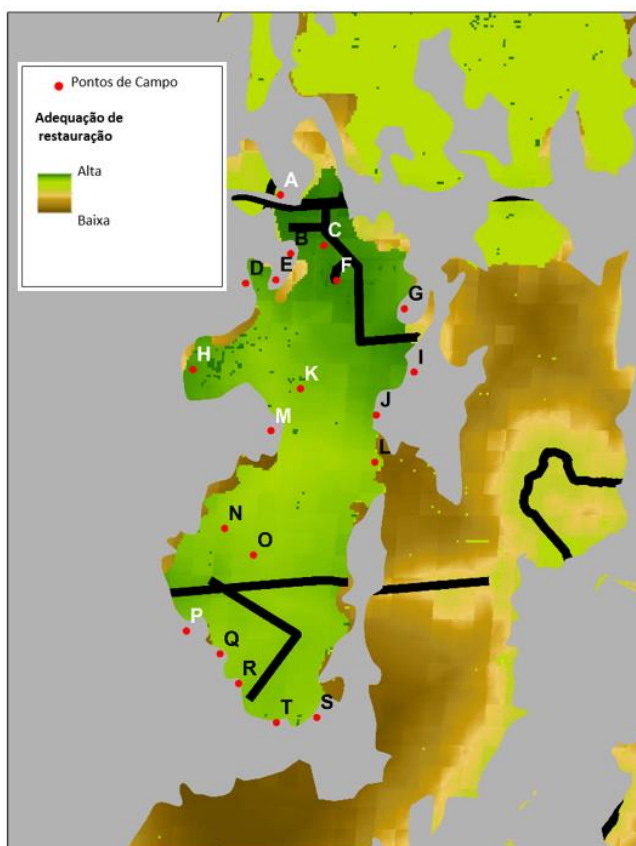 Pontos de Campo
Adequação de
restauração
Alta
Baixa
A
B
C
D
E
F
G
H
I
K
J
M
L
N
O
P
Q
R
T
S